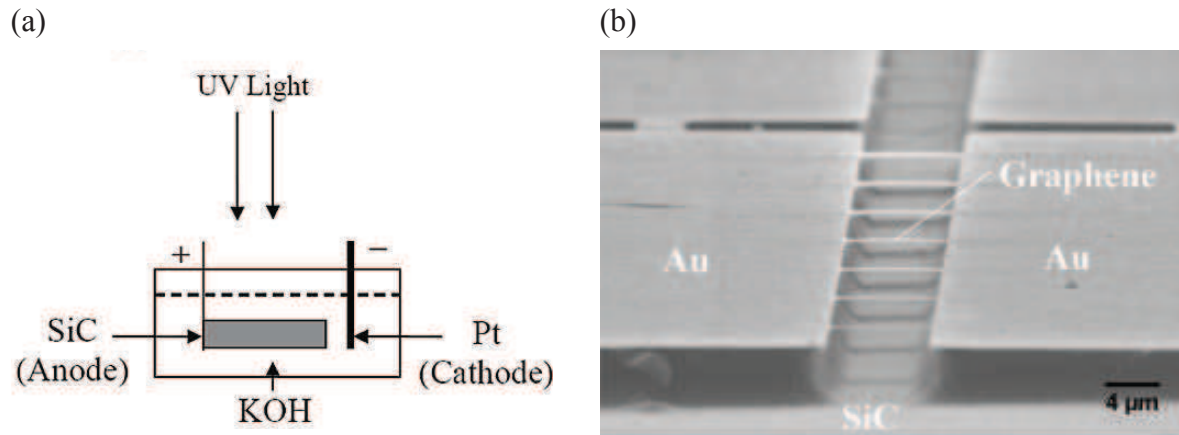 (a)
(b)
UV Light
+
−
SiC
(Anode)
Pt
(Cathode)
KOH
Graphene
Au
Au
SiC
4 μm